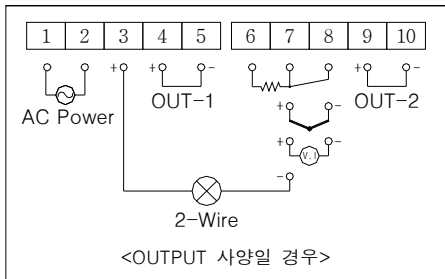 1 2 3 4 5 6 7 8 9 10
+ + - + -
OUT-1 OUT-2
AC Power
+ -
+ V.I -
-
2-Wire
<OUTPUT 사양일 경우>